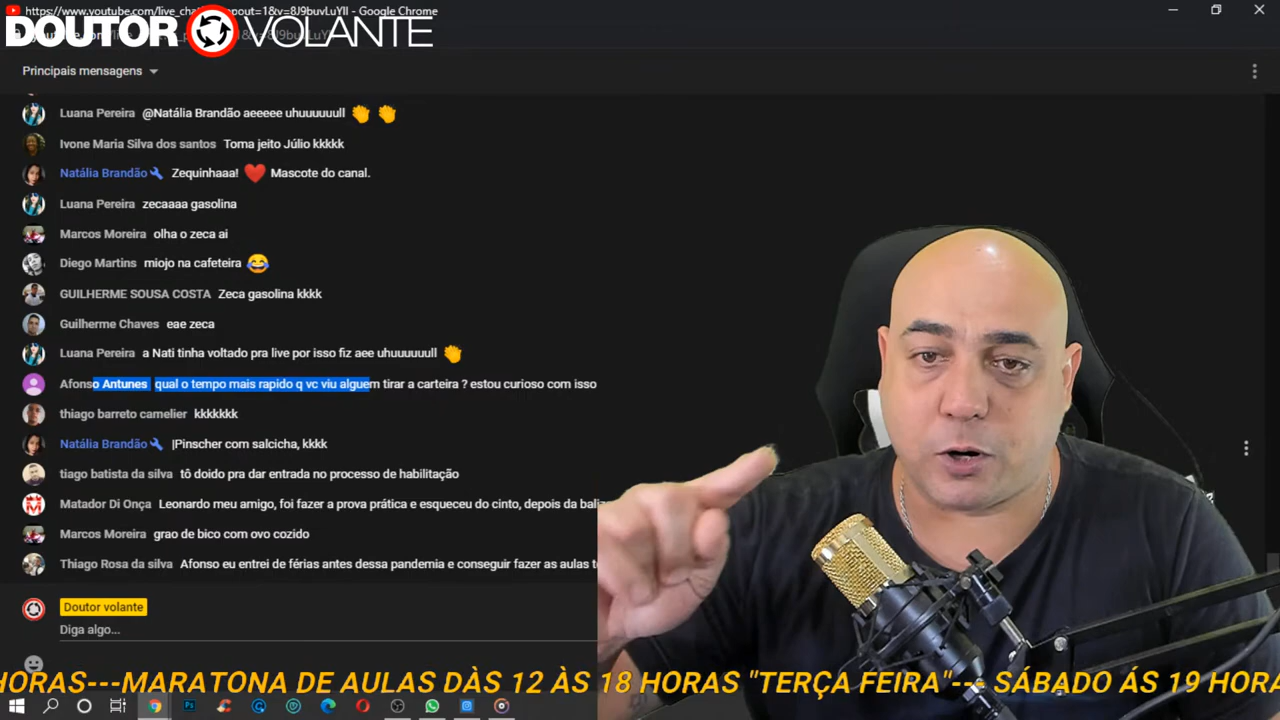 https://www.youtube.com/live_cha
opout=1&v=8J9buvLuYlI - Google Chrome
DOUTOR VOLANTE
Principais mensagens
Luana Pereira @Natália Brandão aeeeee uhuuuuuull 👏 👏
Ivone Maria Silva dos santos Toma jeito Júlio kkkkk
Natália Brandão Zequinhaaa! ❤️ Mascote do canal.
Luana Pereira zecaaaa gasolina
Marcos Moreira olha o zeca ai
Diego Martins miojo na cafeteira 😂
GUILHERME SOUSA COSTA Zeca gasolina kkkk
Guilherme Chaves eae zeca
Luana Pereira a Nati tinha voltado pra live por isso fiz aee uhuuuuuull 👏
Afonso Antunes qual o tempo mais rapido q vc viu alguem tirar a carteira ? estou curioso com isso
thiago barreto camelier kkkkkkk
Natália Brandão |Pinscher com salcicha, kkkk
tiago batista da silva tô doido pra dar entrada no processo de habilitação
Matador Di Onça Leonardo meu amigo, foi fazer a prova prática e esqueceu do cinto, depois da
Marcos Moreira grao de bico com ovo cozido
Thiago Rosa da silva Afonso eu entrei de férias antes dessa pandemia e conseguir fazer as aulas
Doutor volante
Diga algo...
HORAS---MARATONA DE AULAS DÀS 12 ÀS 18 HORAS "TERÇA FEIRA"--- SÁBADO ÁS 19 HORA